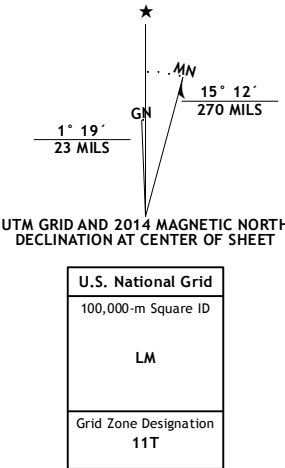 MN
GN
15° 12´
270 MILS
1° 19´
23 MILS
UTM GRID AND 2014 MAGNETIC NORTH
DECLINATION AT CENTER OF SHEET
U.S. National Grid
100,000-m Square ID
LM
Grid Zone Designation
11T